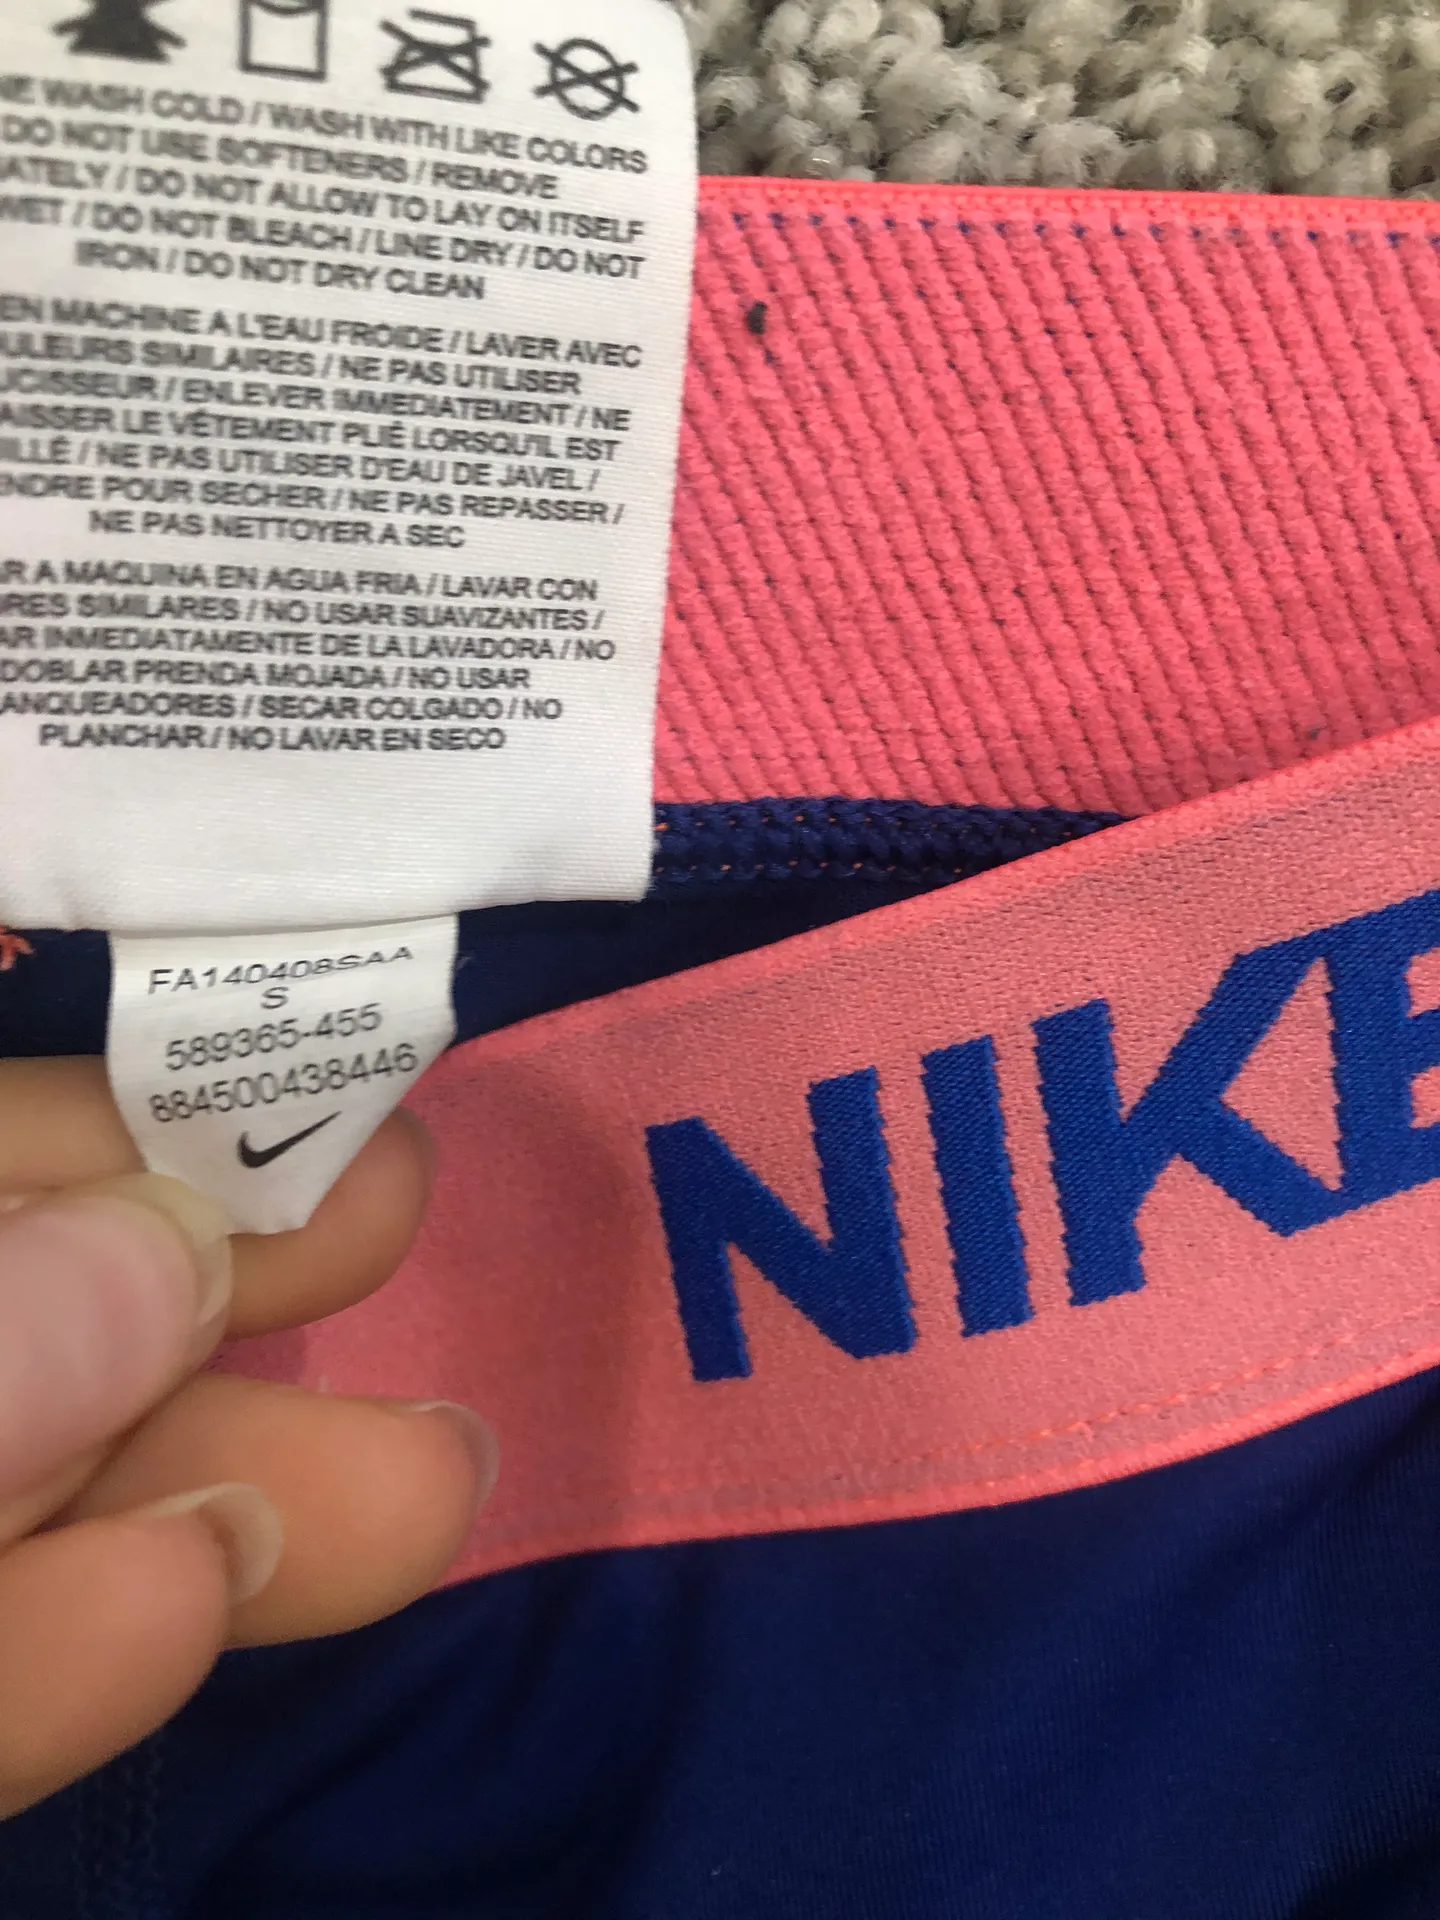 WASH COLD / WASH WITH LIKE COLORS
DO NOT USE SOFTENERS / REMOVE
/ DO NOT ALLOW TO LAY ON ITSELF
WET / DO NOT BLEACH / LINE DRY / DO NOT
IRON / DO NOT DRY CLEAN
EN MACHINE A L'EAU FROIDE / LAVER AVEC
SIMILAIRES / NE PAS UTILISER
/ ENLEVER IMMEDIATEMENT / NE
LE VÊTEMENT PLIÉ LORSQU'IL EST
/ NE PAS UTILISER D'EAU DE JAVEL /
POUR SECHER / NE PAS REPASSER /
NE PAS NETTOYER A SEC
A MAQUINA EN AGUA FRIA / LAVAR CON
SIMILARES / NO USAR SUAVIZANTES /
INMEDIATAMENTE DE LA LAVADORA / NO
DOBLAR PRENDA MOJADA / NO USAR
/ SECAR COLGADO / NO
PLANCHAR / NO LAVAR EN SECO
FA140408SAA
S
589365-455
884500438446
NIKE